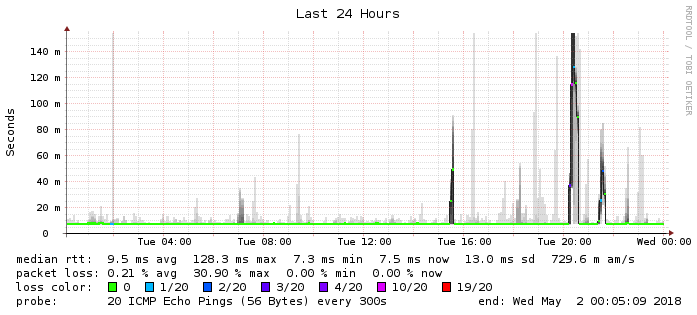 Last 24 Hours
RRDTOOL / TOBI OETIKER
Seconds
140 m
120 m
100 m
80 m
60 m
40 m
20 m
0
Tue 04:00 Tue 08:00 Tue 12:00 Tue 16:00 Tue 20:00 Wed 00:00
median rtt: 9.5 ms avg 128.3 ms max 7.3 ms min 7.5 ms now 13.0 ms sd 729.6 m am/s
packet loss: 0.21 % avg 30.90 % max 0.00 % min 0.00 % now
loss color: 0 1/20 2/20 3/20 4/20 10/20 19/20
probe: 20 ICMP Echo Pings (56 Bytes) every 300s end: Wed May 2 00:05:09 2018